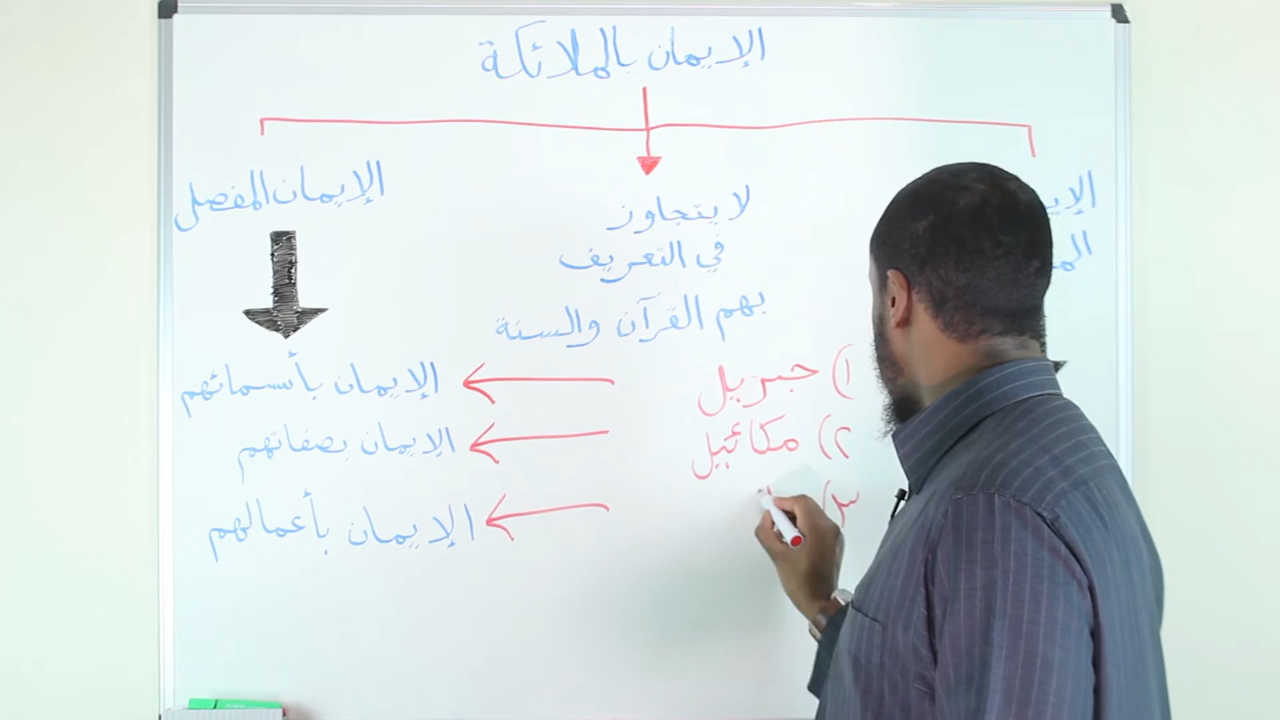 الإيمان بالملائكة
لا يتجاوز
في التعريف
بهم القرآن والسنة
١) جبريل
٢) مكائيل
٣)
الإيمان المفصل
الإيمان بأسمائهم
الإيمان بصفاتهم
الإيمان بأعمالهم